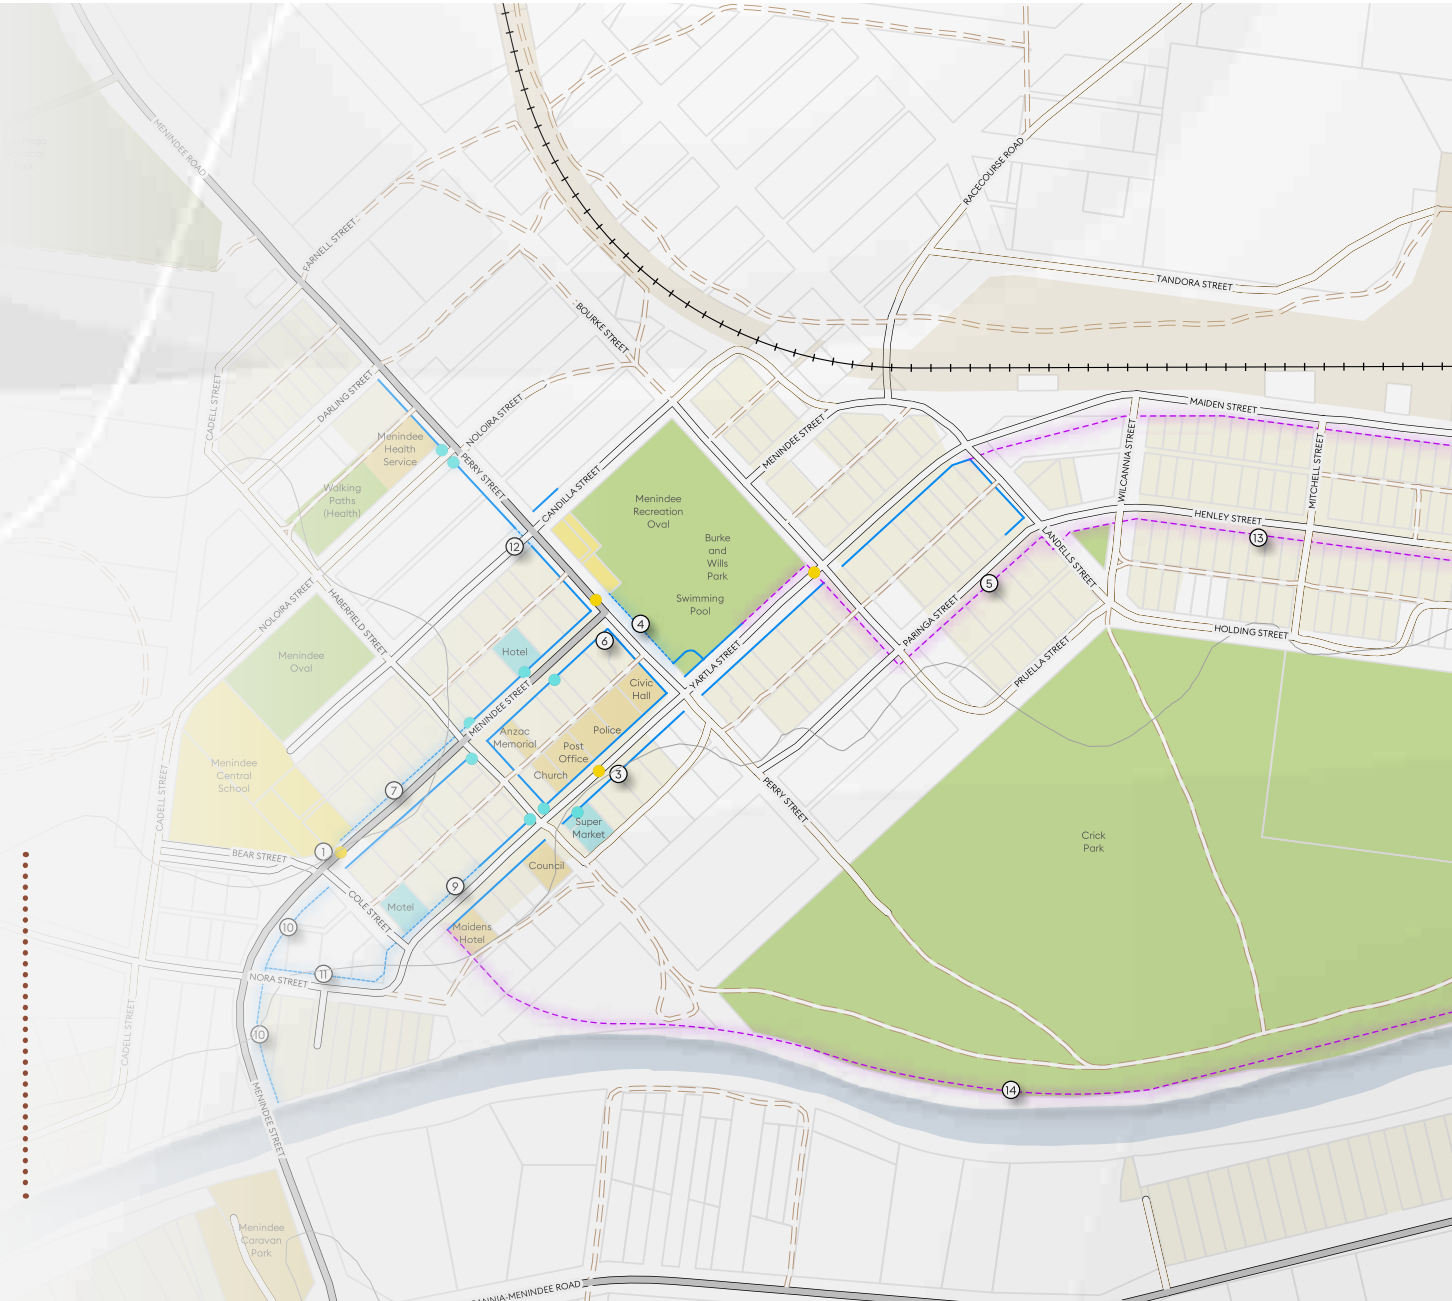 MENINDEE ROAD
RACECOURSE ROAD
FARNELL STREET
TANDORA STREET
BOURKE STREET
CADELL STREET
DARLING STREET
NOLOIRA STREET
MENINDEE STREET
MAIDEN STREET
Menindee
Health
Service
PERRY STREET
WILCANNIA STREET
MITCHELL STREET
Walking
Paths
(Health)
CANDILLA STREET
Menindee
Recreation
Oval
HENLEY STREET
12
13
Burke
and
Wills
Park
LANDELLS STREET
5
NOLOIRA STREET
HABERFIELD STREET
Swimming
Pool
4
PARINGA STREET
HOLDING STREET
6
Hotel
Menindee
Oval
YARTLA STREET
PRUELLA STREET
Civic
Hall
MENINDEE STREET
Anzac
Memorial
Police
Post
Office
Church
3
Menindee
Central
School
7
CADELL STREET
PERRY STREET
Super
Market
Crick
Park
1
BEAR STREET
Council
9
COLE STREET
Motel
10
Maidens
Hotel
11
NORA STREET
CADELL STREET
10
14
MENINDEE STREET
Menindee
Caravan
Park
ANNIA-MENINDEE ROAD